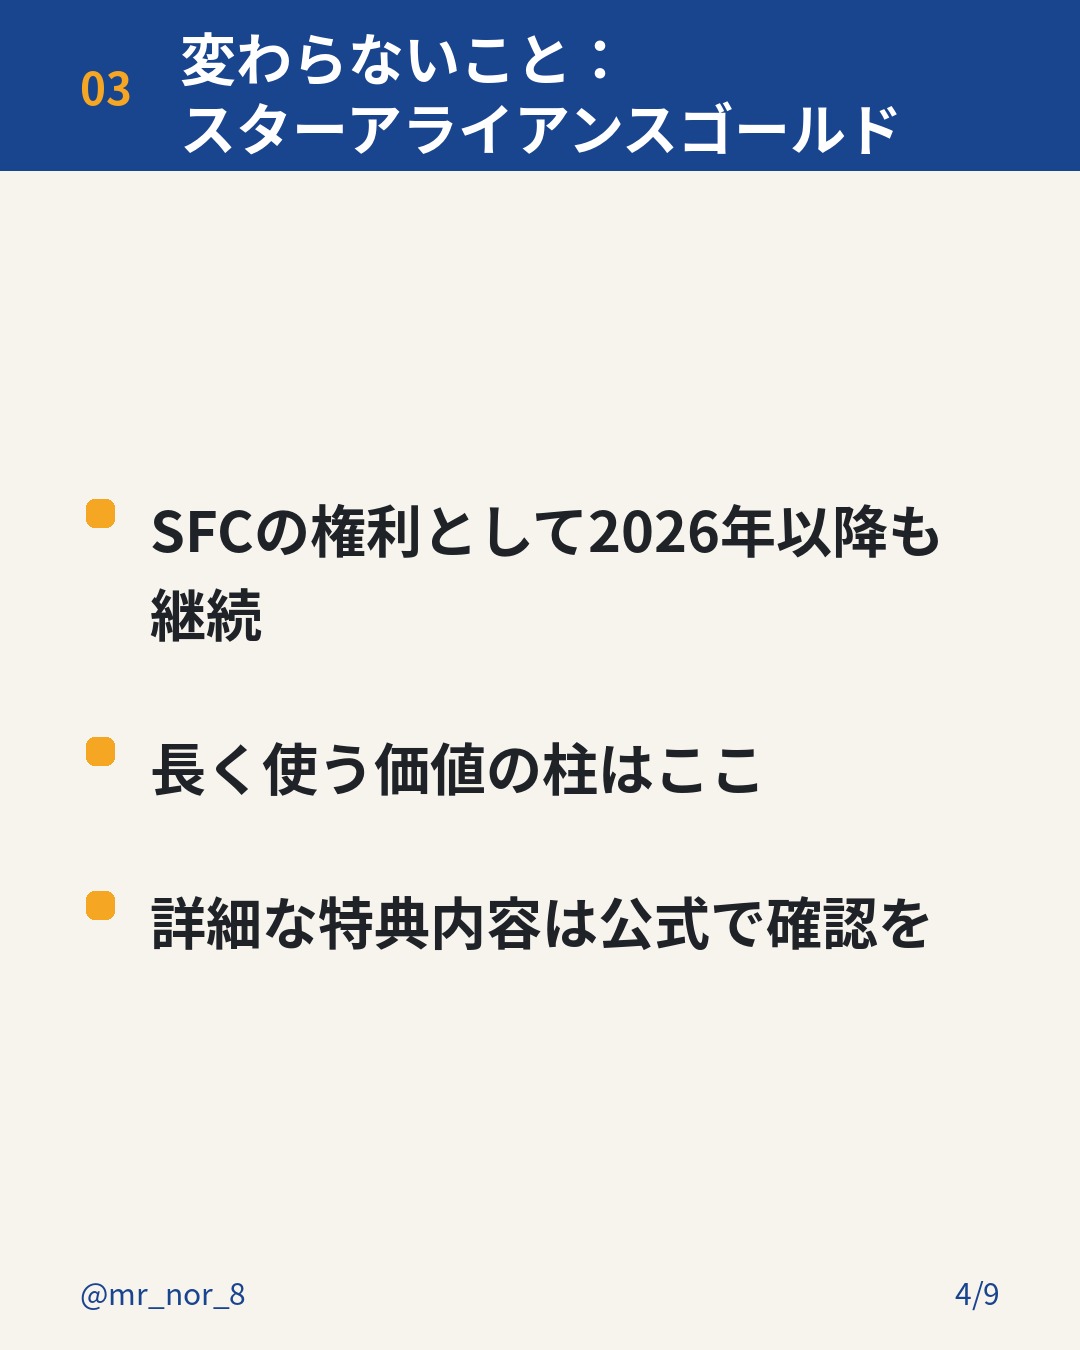 03
変わらないこと：
スターアライアンスゴールド
SFCの権利として2026年以降も
継続
長く使う価値の柱はここ
詳細な特典内容は公式で確認を
@mr_nor_8
4/9